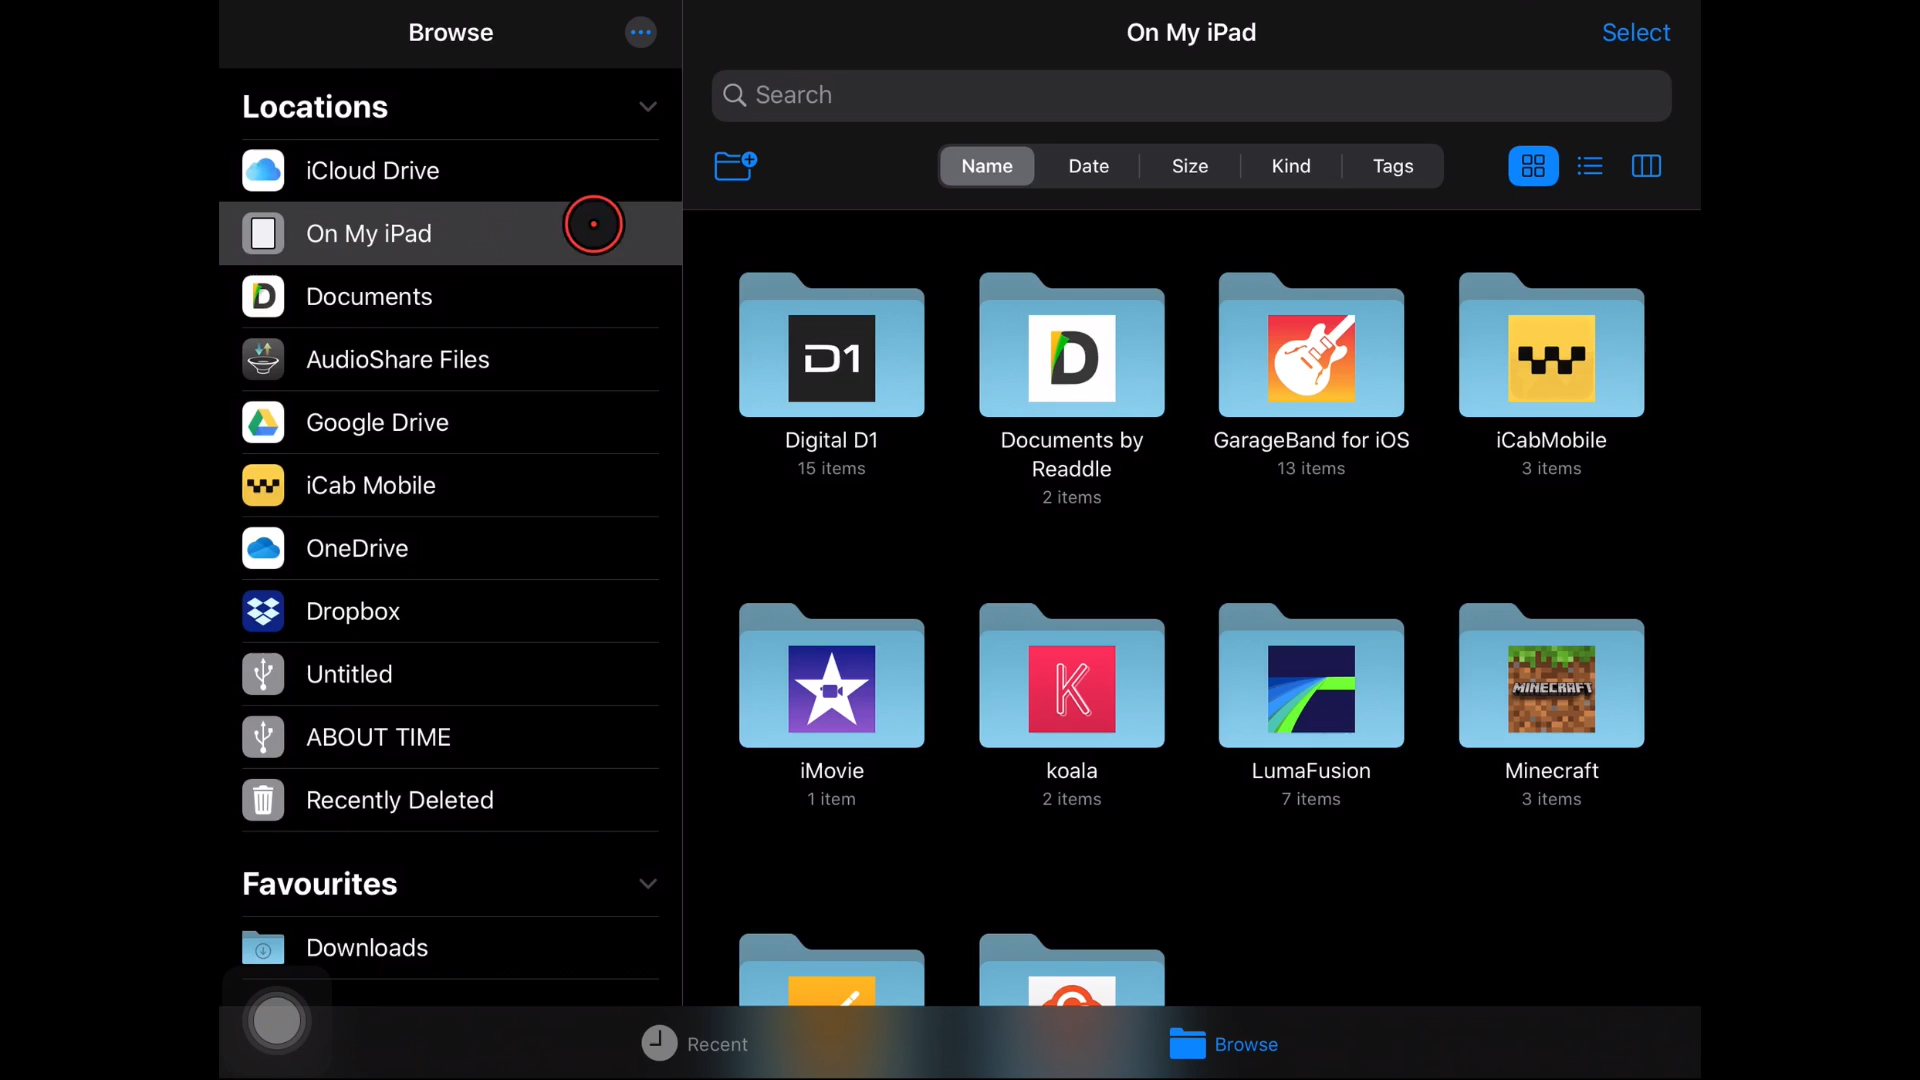 Browse
Locations
iCloud Drive
On My iPad
Documents
AudioShare Files
Google Drive
iCab Mobile
OneDrive
Dropbox
Untitled
ABOUT TIME
Recently Deleted
Favourites
Downloads
On My iPad
Select
Search
Name
Date
Size
Kind
Tags
D1
Digital D1
15 items
D
Documents by
Readdle
2 items
GarageBand for iOS
13 items
iCabMobile
3 items
iMovie
1 item
K
koala
2 items
LumaFusion
7 items
MINECRAFT
Minecraft
3 items
Recent
Browse